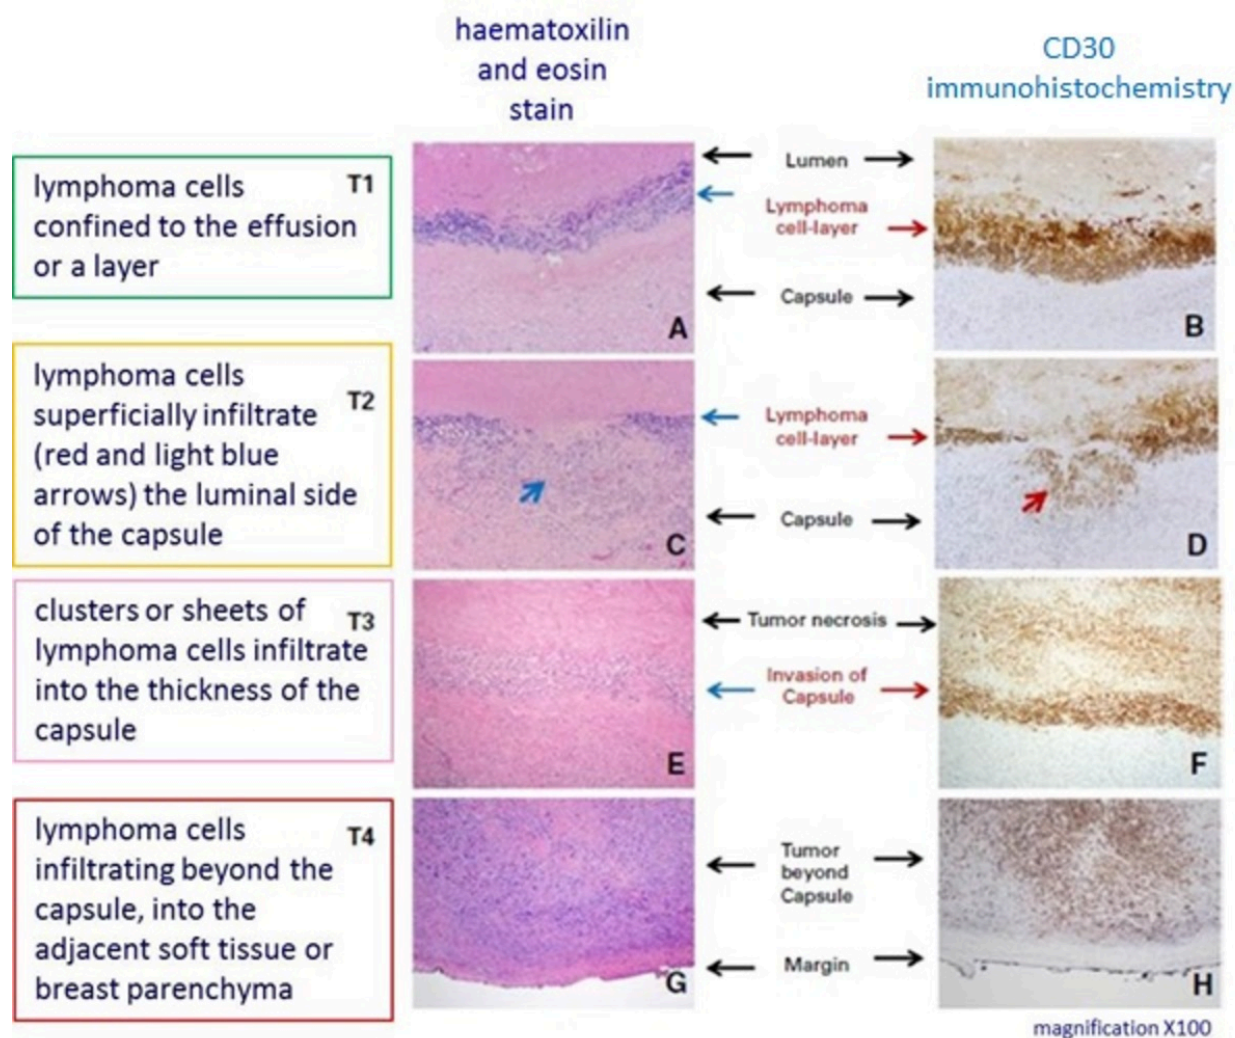 haematoxilin
and eosin
stain
CD30
immunohistochemistry
T1
lymphoma cells
confined to the effusion
or a layer
Lumen
Lymphoma
cell-layer
Capsule
A
B
T2
lymphoma cells
superficially infiltrate
(red and light blue
arrows) the luminal side
of the capsule
Lymphoma
cell-layer
Capsule
C
D
T3
clusters or sheets of
lymphoma cells infiltrate
into the thickness of the
capsule
Tumor necrosis
Invasion of
Capsule
E
F
T4
lymphoma cells
infiltrating beyond the
capsule, into the
adjacent soft tissue or
breast parenchyma
Tumor
beyond
Capsule
Margin
G
H
magnification X100